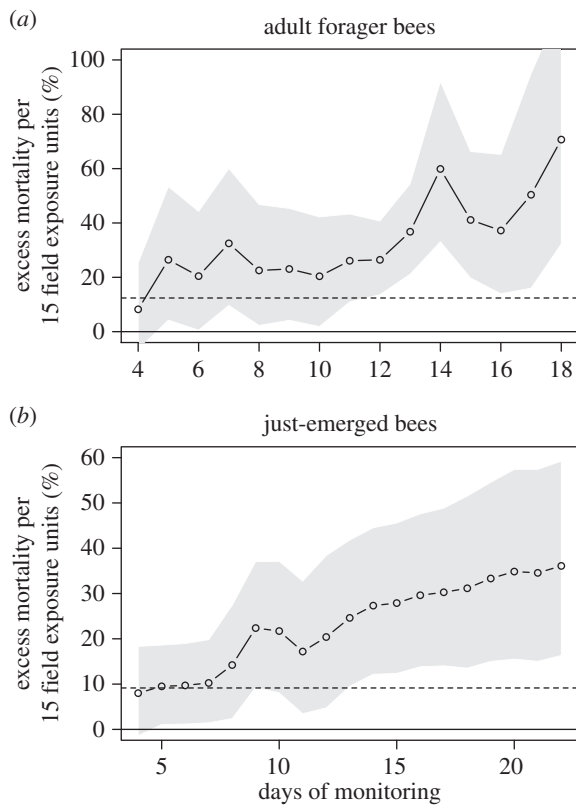 (a)
adult forager bees
excess mortality per
15 field exposure units (%)
100
80
60
40
20
0
4 6 8 10 12 14 16 18
(b)
just-emerged bees
excess mortality per
15 field exposure units (%)
60
50
40
30
20
10
0
5 10 15 20
days of monitoring